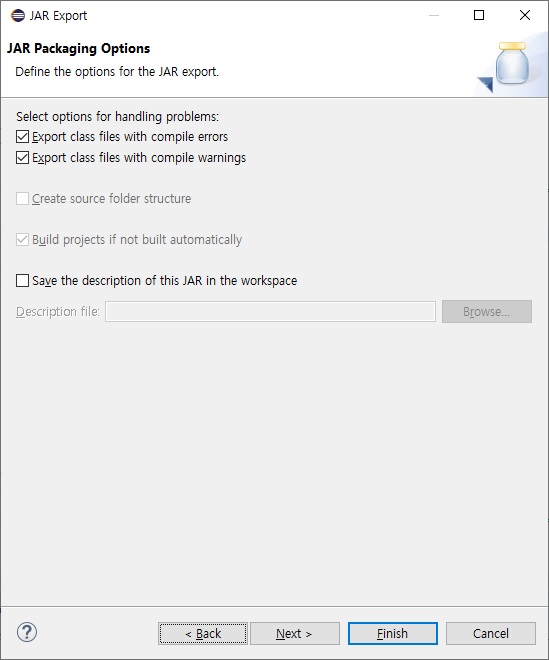 JAR Export
JAR Packaging Options
Define the options for the JAR export.
Select options for handling problems:
Export class files with compile errors
Export class files with compile warnings
Create source folder structure
Build projects if not built automatically
Save the description of this JAR in the workspace
Description file:
Browse...
?
< Back
Next >
Finish
Cancel